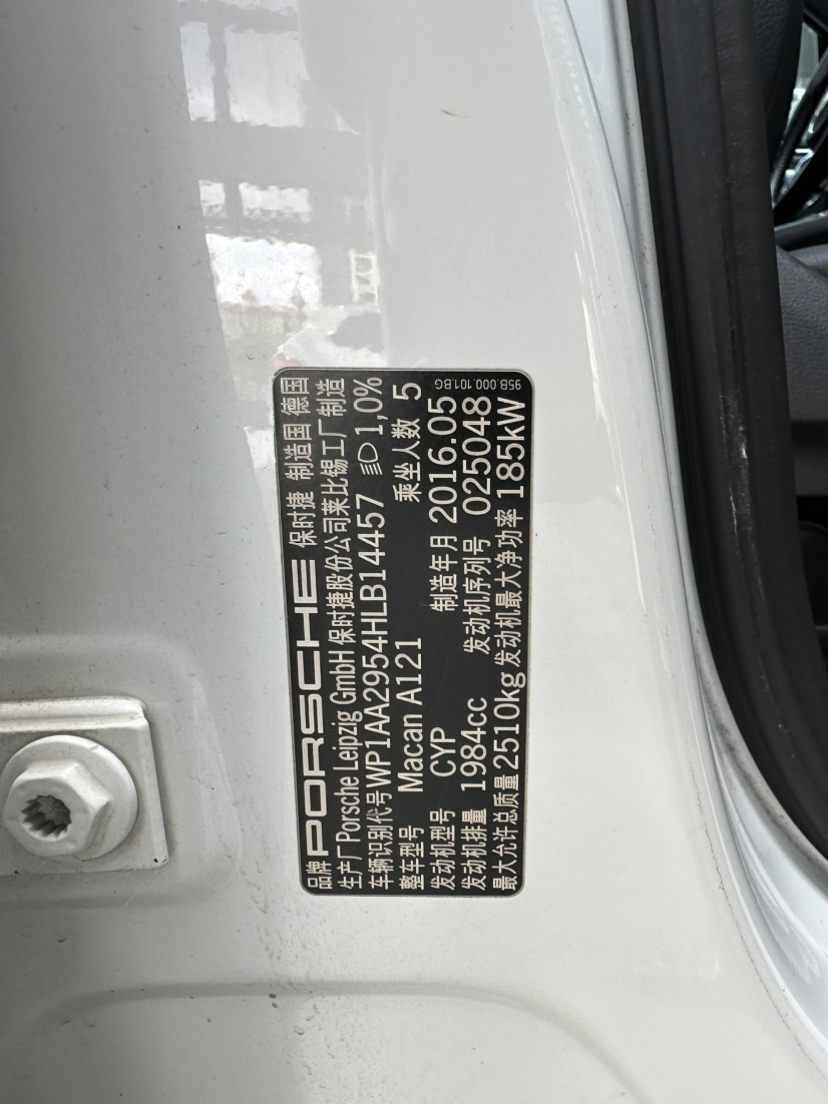 品牌 PORSCHE 保时捷 制造国 德国
生产厂 Porsche Leipzig GmbH 保时捷股份公司莱比锡工厂制造
车辆识别代号 WP1AA2954HLB14457 1,0%
整车型号 Macan A121 乘坐人数 5
发动机型号 CYP 制造年月 2016.05
发动机排量 1984cc 发动机序列号 025048
最大允许总质量 2510kg 发动机最大净功率 185kW
95B.000.101.BG